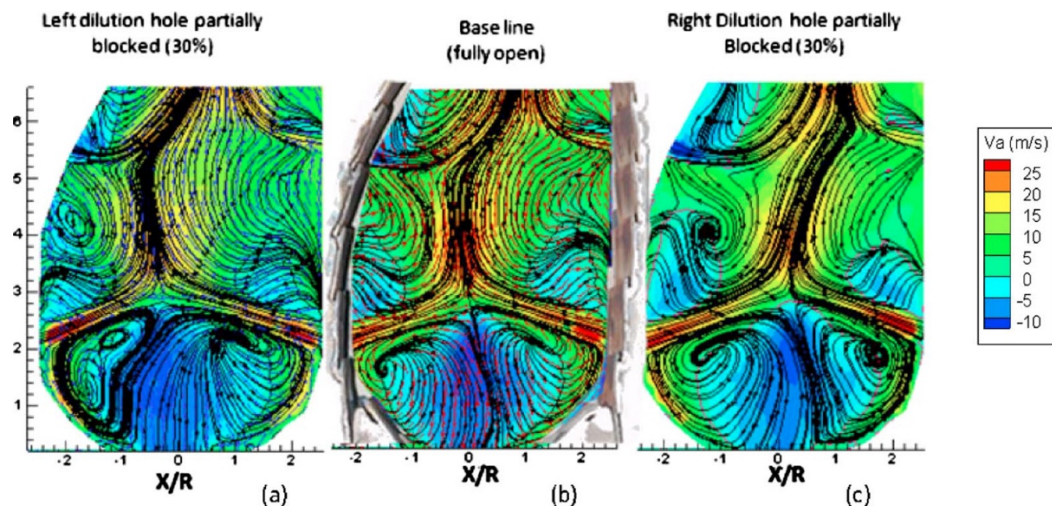 Left dilution hole partially
blocked (30%)
Base line
(fully open)
Right Dilution hole partially
Blocked (30%)
6
5
4
3
2
1
-2 -1 0 1 2
X/R
(a)
-2 -1 0 1 2
X/R
(b)
-2 -1 0 1 2
X/R
(c)
Va (m/s)
25
20
15
10
5
0
-5
-10